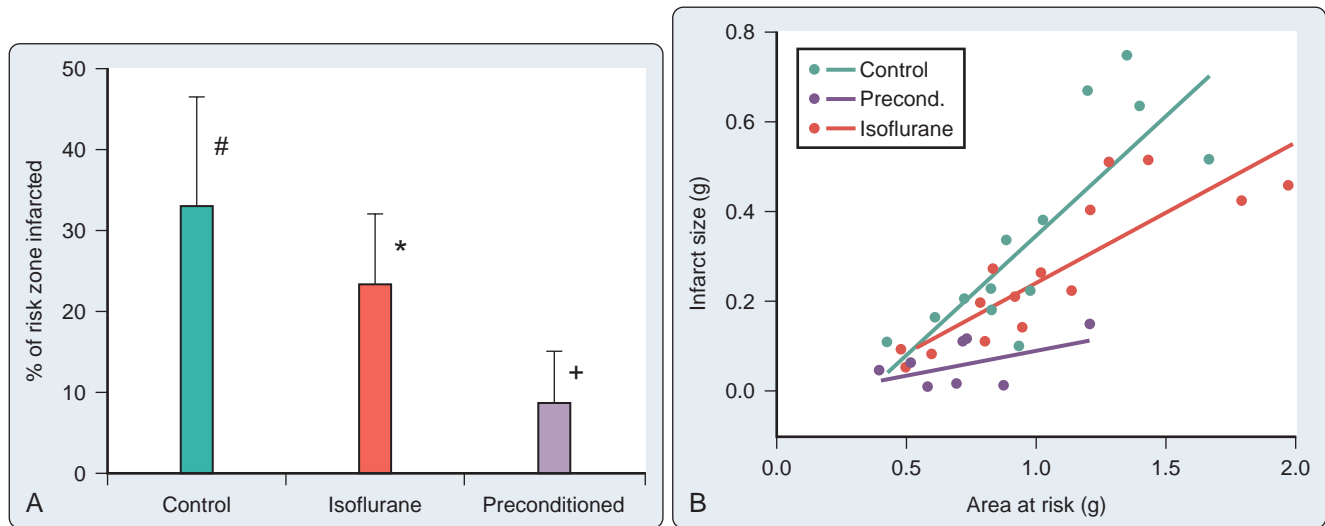 50
40
30
20
10
0
% of risk zone infarcted
#
*
+
Control Isoflurane Preconditioned
A
0.8
0.6
0.4
0.2
0.0
Infarct size (g)
Control
Precond.
Isoflurane
0.0 0.5 1.0 1.5 2.0
Area at risk (g)
B